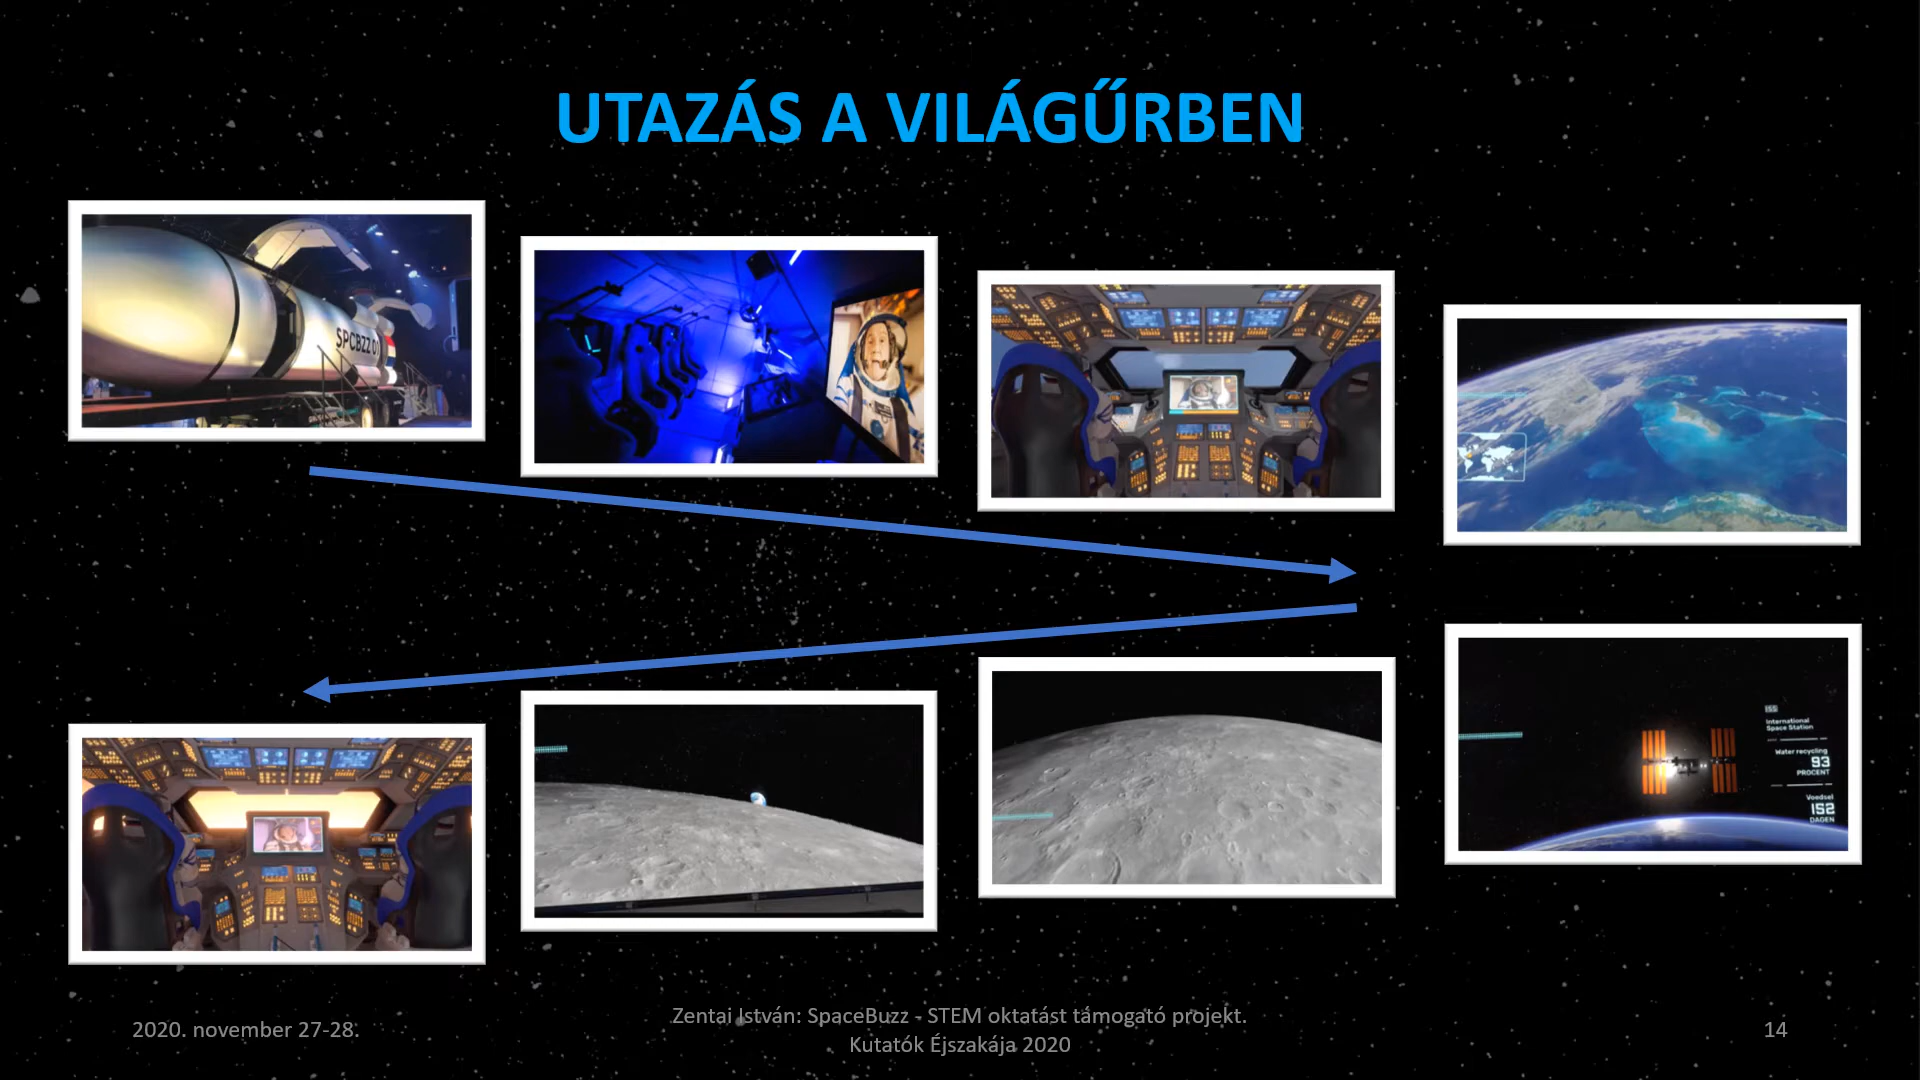 UTAZÁS A VILÁGŰRBEN
SPCBZZ 01
ISS
International
Space Station
Water recycling
93
PROCENT
Voedsel
152
DAGEN
2020. november 27-28.
Zentai István: SpaceBuzz - STEM oktatást támogató projekt.
Kutatók Éjszakája 2020
14